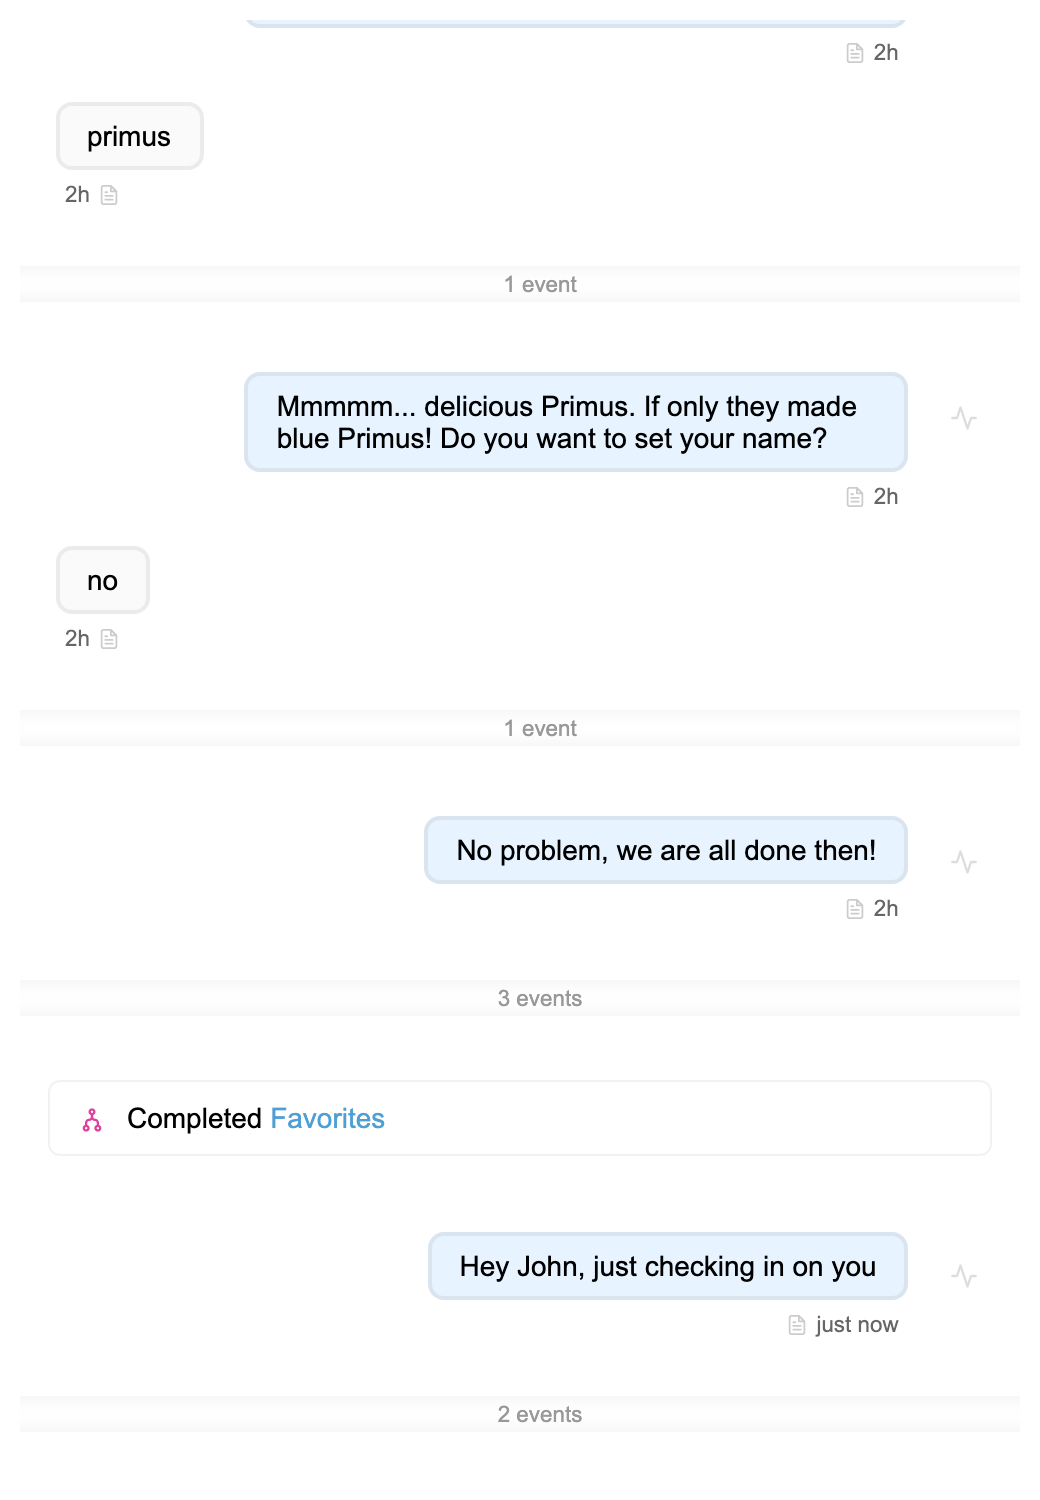 2h
primus
2h
1 event
Mmmmm... delicious Primus. If only they made
blue Primus! Do you want to set your name?
2h
no
2h
1 event
No problem, we are all done then!
2h
3 events
Completed Favorites
Hey John, just checking in on you
just now
2 events